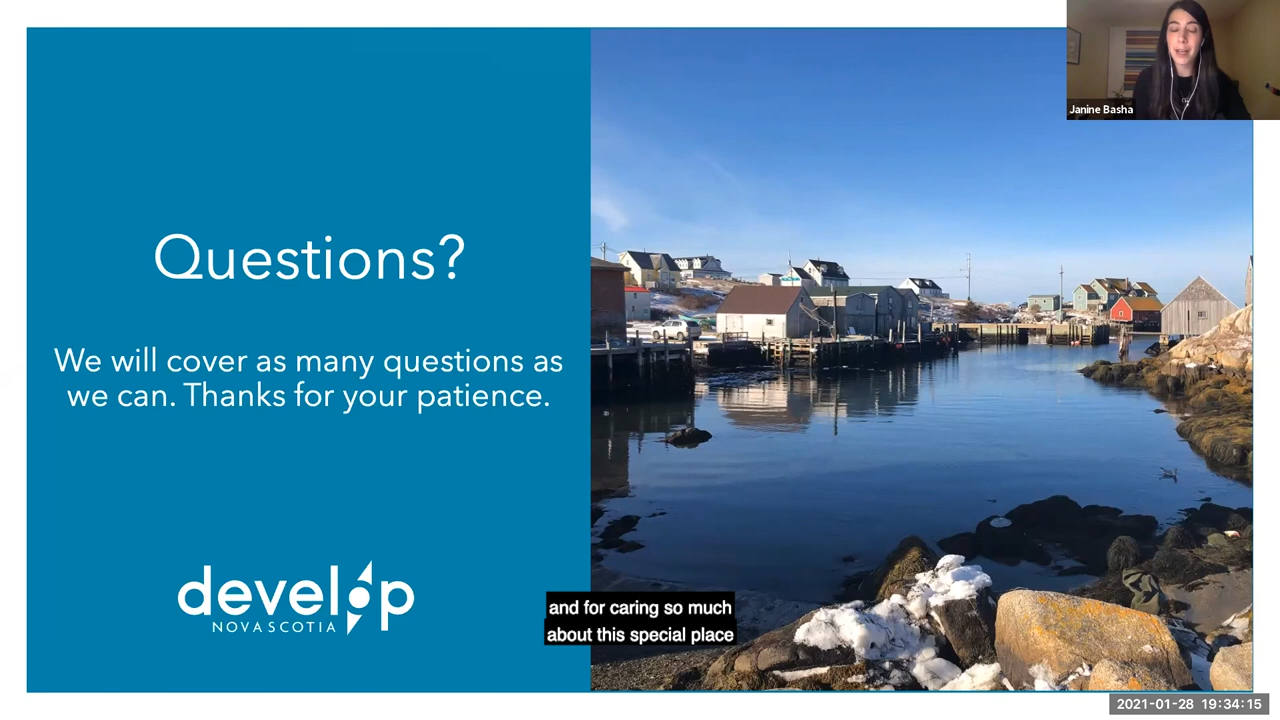 Janine Basha
Questions?
We will cover as many questions as
we can. Thanks for your patience.
develop
NOVA SCOTIA
and for caring so much
about this special place
2021-01-28 19:34:15